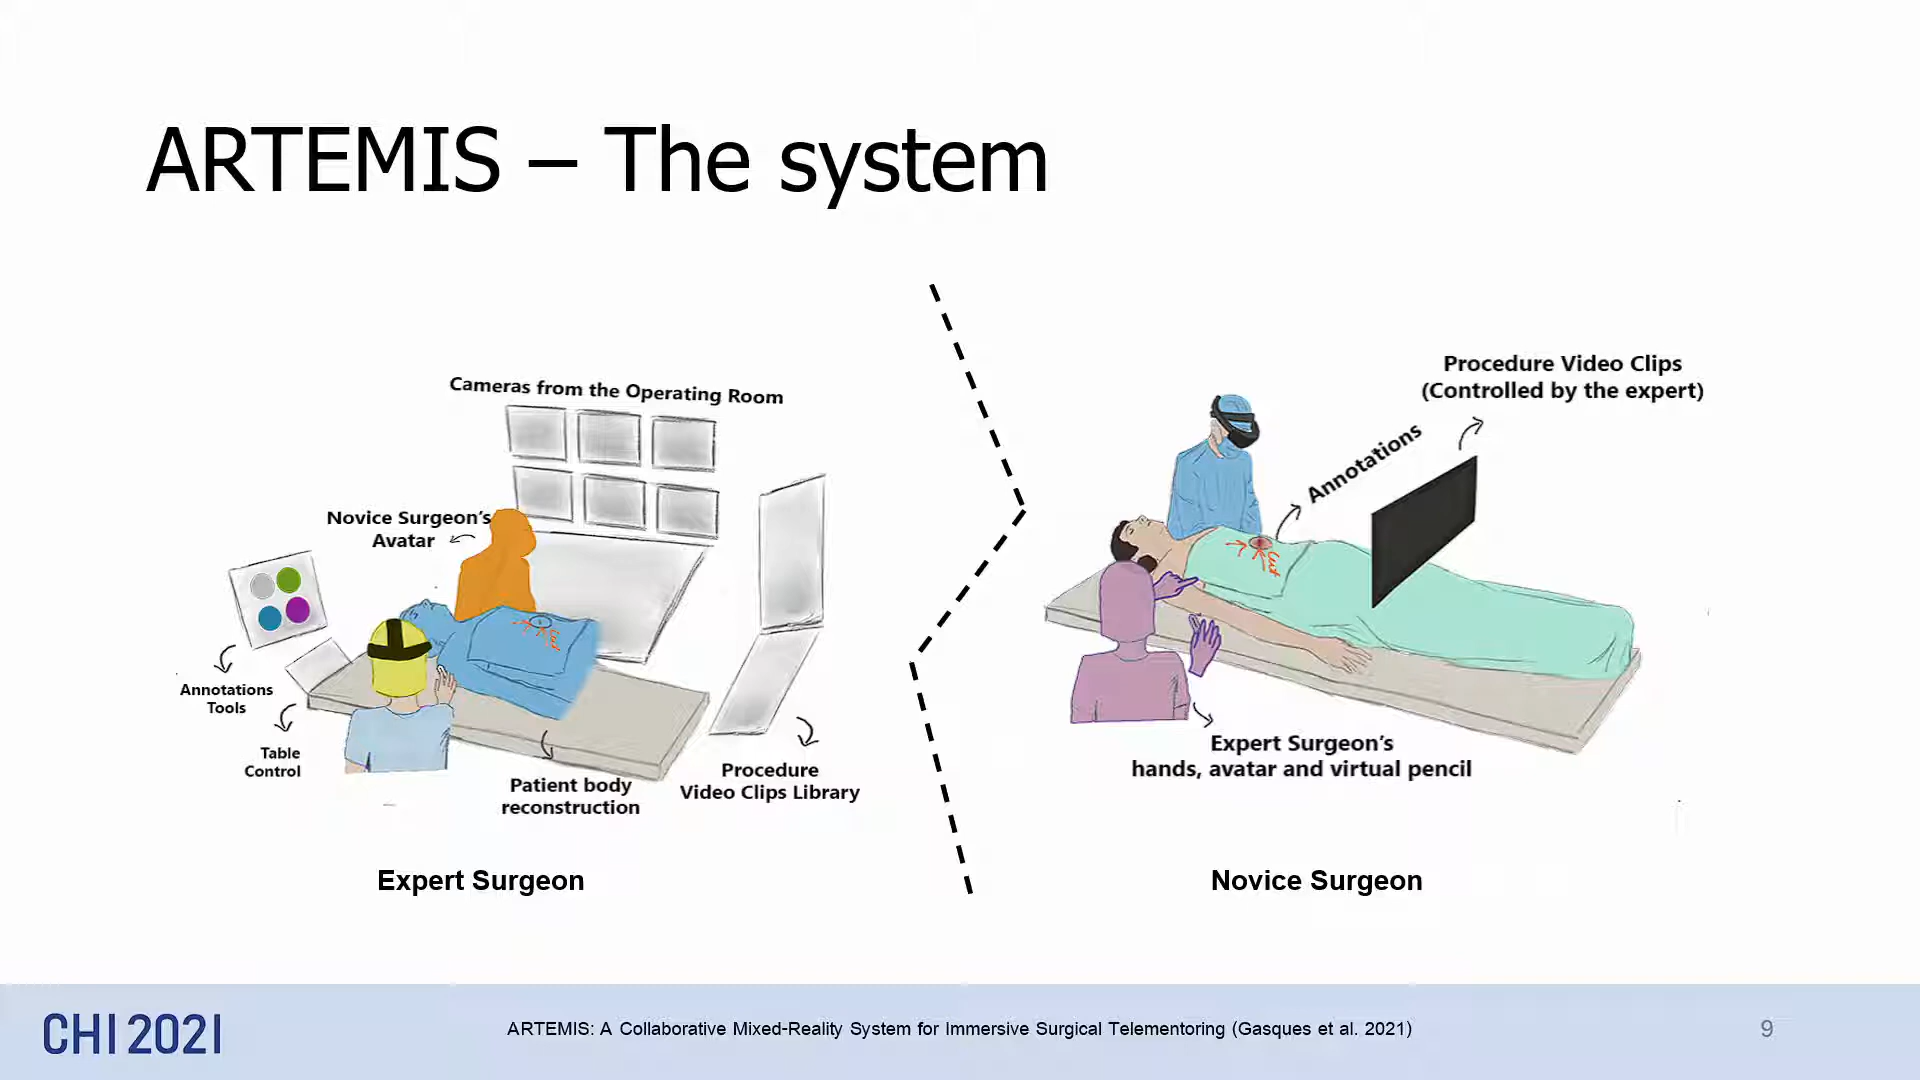 ARTEMIS – The system
Cameras from the Operating Room
Novice Surgeon's
Avatar
Annotations
Tools
Table
Control
Patient body
reconstruction
Procedure
Video Clips Library
Expert Surgeon
Procedure Video Clips
(Controlled by the expert)
Annotations
Cut
Expert Surgeon's
hands, avatar and virtual pencil
Novice Surgeon
CHI 2021
ARTEMIS: A Collaborative Mixed-Reality System for Immersive Surgical Telementoring (Gasques et al. 2021)
9